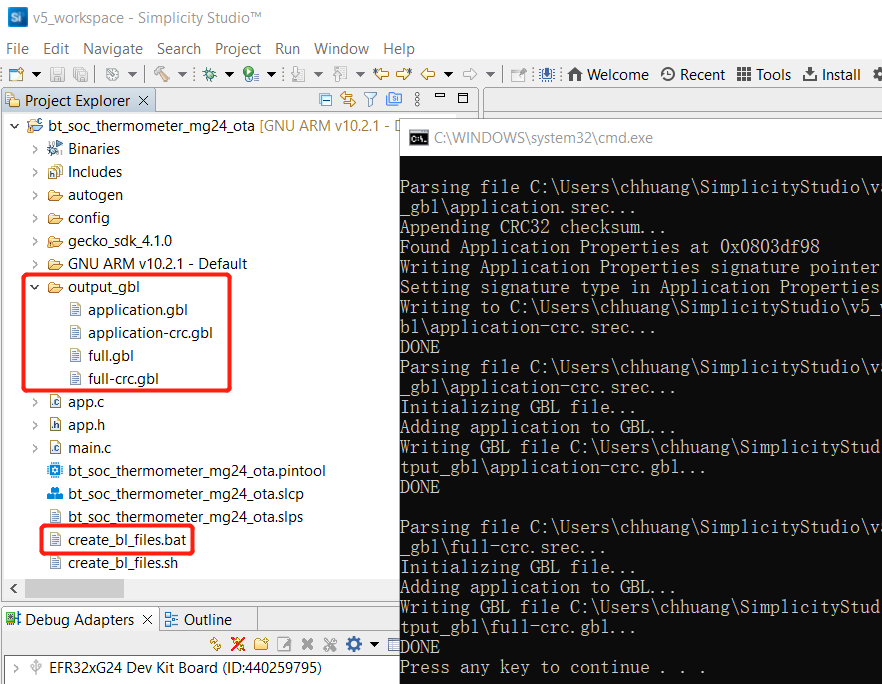 v5_workspace - Simplicity Studio™
File Edit Navigate Search Project Run Window Help
Welcome Recent Tools Install
Project Explorer
bt_soc_thermometer_mg24_ota [GNU ARM v10.2.1 -
Binaries
Includes
autogen
config
gecko_sdk_4.1.0
GNU ARM v10.2.1 - Default
output_gbl
application.gbl
application-crc.gbl
full.gbl
full-crc.gbl
app.c
app.h
main.c
bt_soc_thermometer_mg24_ota.pintool
bt_soc_thermometer_mg24_ota.slcp
bt_soc_thermometer_mg24_ota.slps
create_bl_files.bat
create_bl_files.sh
Debug Adapters Outline
EFR32xG24 Dev Kit Board (ID:440259795)
C:\WINDOWS\system32\cmd.exe
Parsing file C:\Users\chhuang\SimplicityStudio\v5
_gbl\application.srec...
Appending CRC32 checksum...
Found Application Properties at 0x0803df98
Writing Application Properties signature pointer
Setting signature type in Application Properties
Writing to C:\Users\chhuang\SimplicityStudio\v5_
bl\application-crc.srec...
DONE
Parsing file C:\Users\chhuang\SimplicityStudio\v5
_gbl\application-crc.srec...
Initializing GBL file...
Adding application to GBL...
Writing GBL file C:\Users\chhuang\SimplicityStud
tput_gbl\application-crc.gbl...
DONE
Parsing file C:\Users\chhuang\SimplicityStudio\v5
_gbl\full-crc.srec...
Initializing GBL file...
Adding application to GBL...
Writing GBL file C:\Users\chhuang\SimplicityStud
tput_gbl\full-crc.gbl...
DONE
Press any key to continue . . .